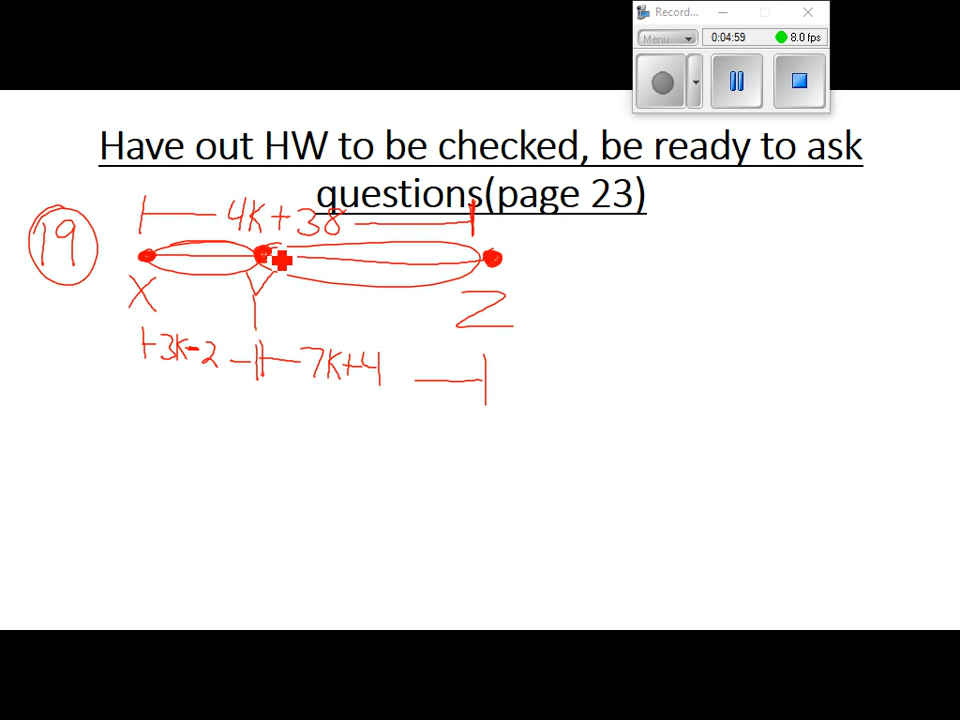 Record...
Menu
0:04:59
8.0 fps
Have out HW to be checked, be ready to ask
questions(page 23)
19
4K+38
X
Y
Z
3K-2
7K+4